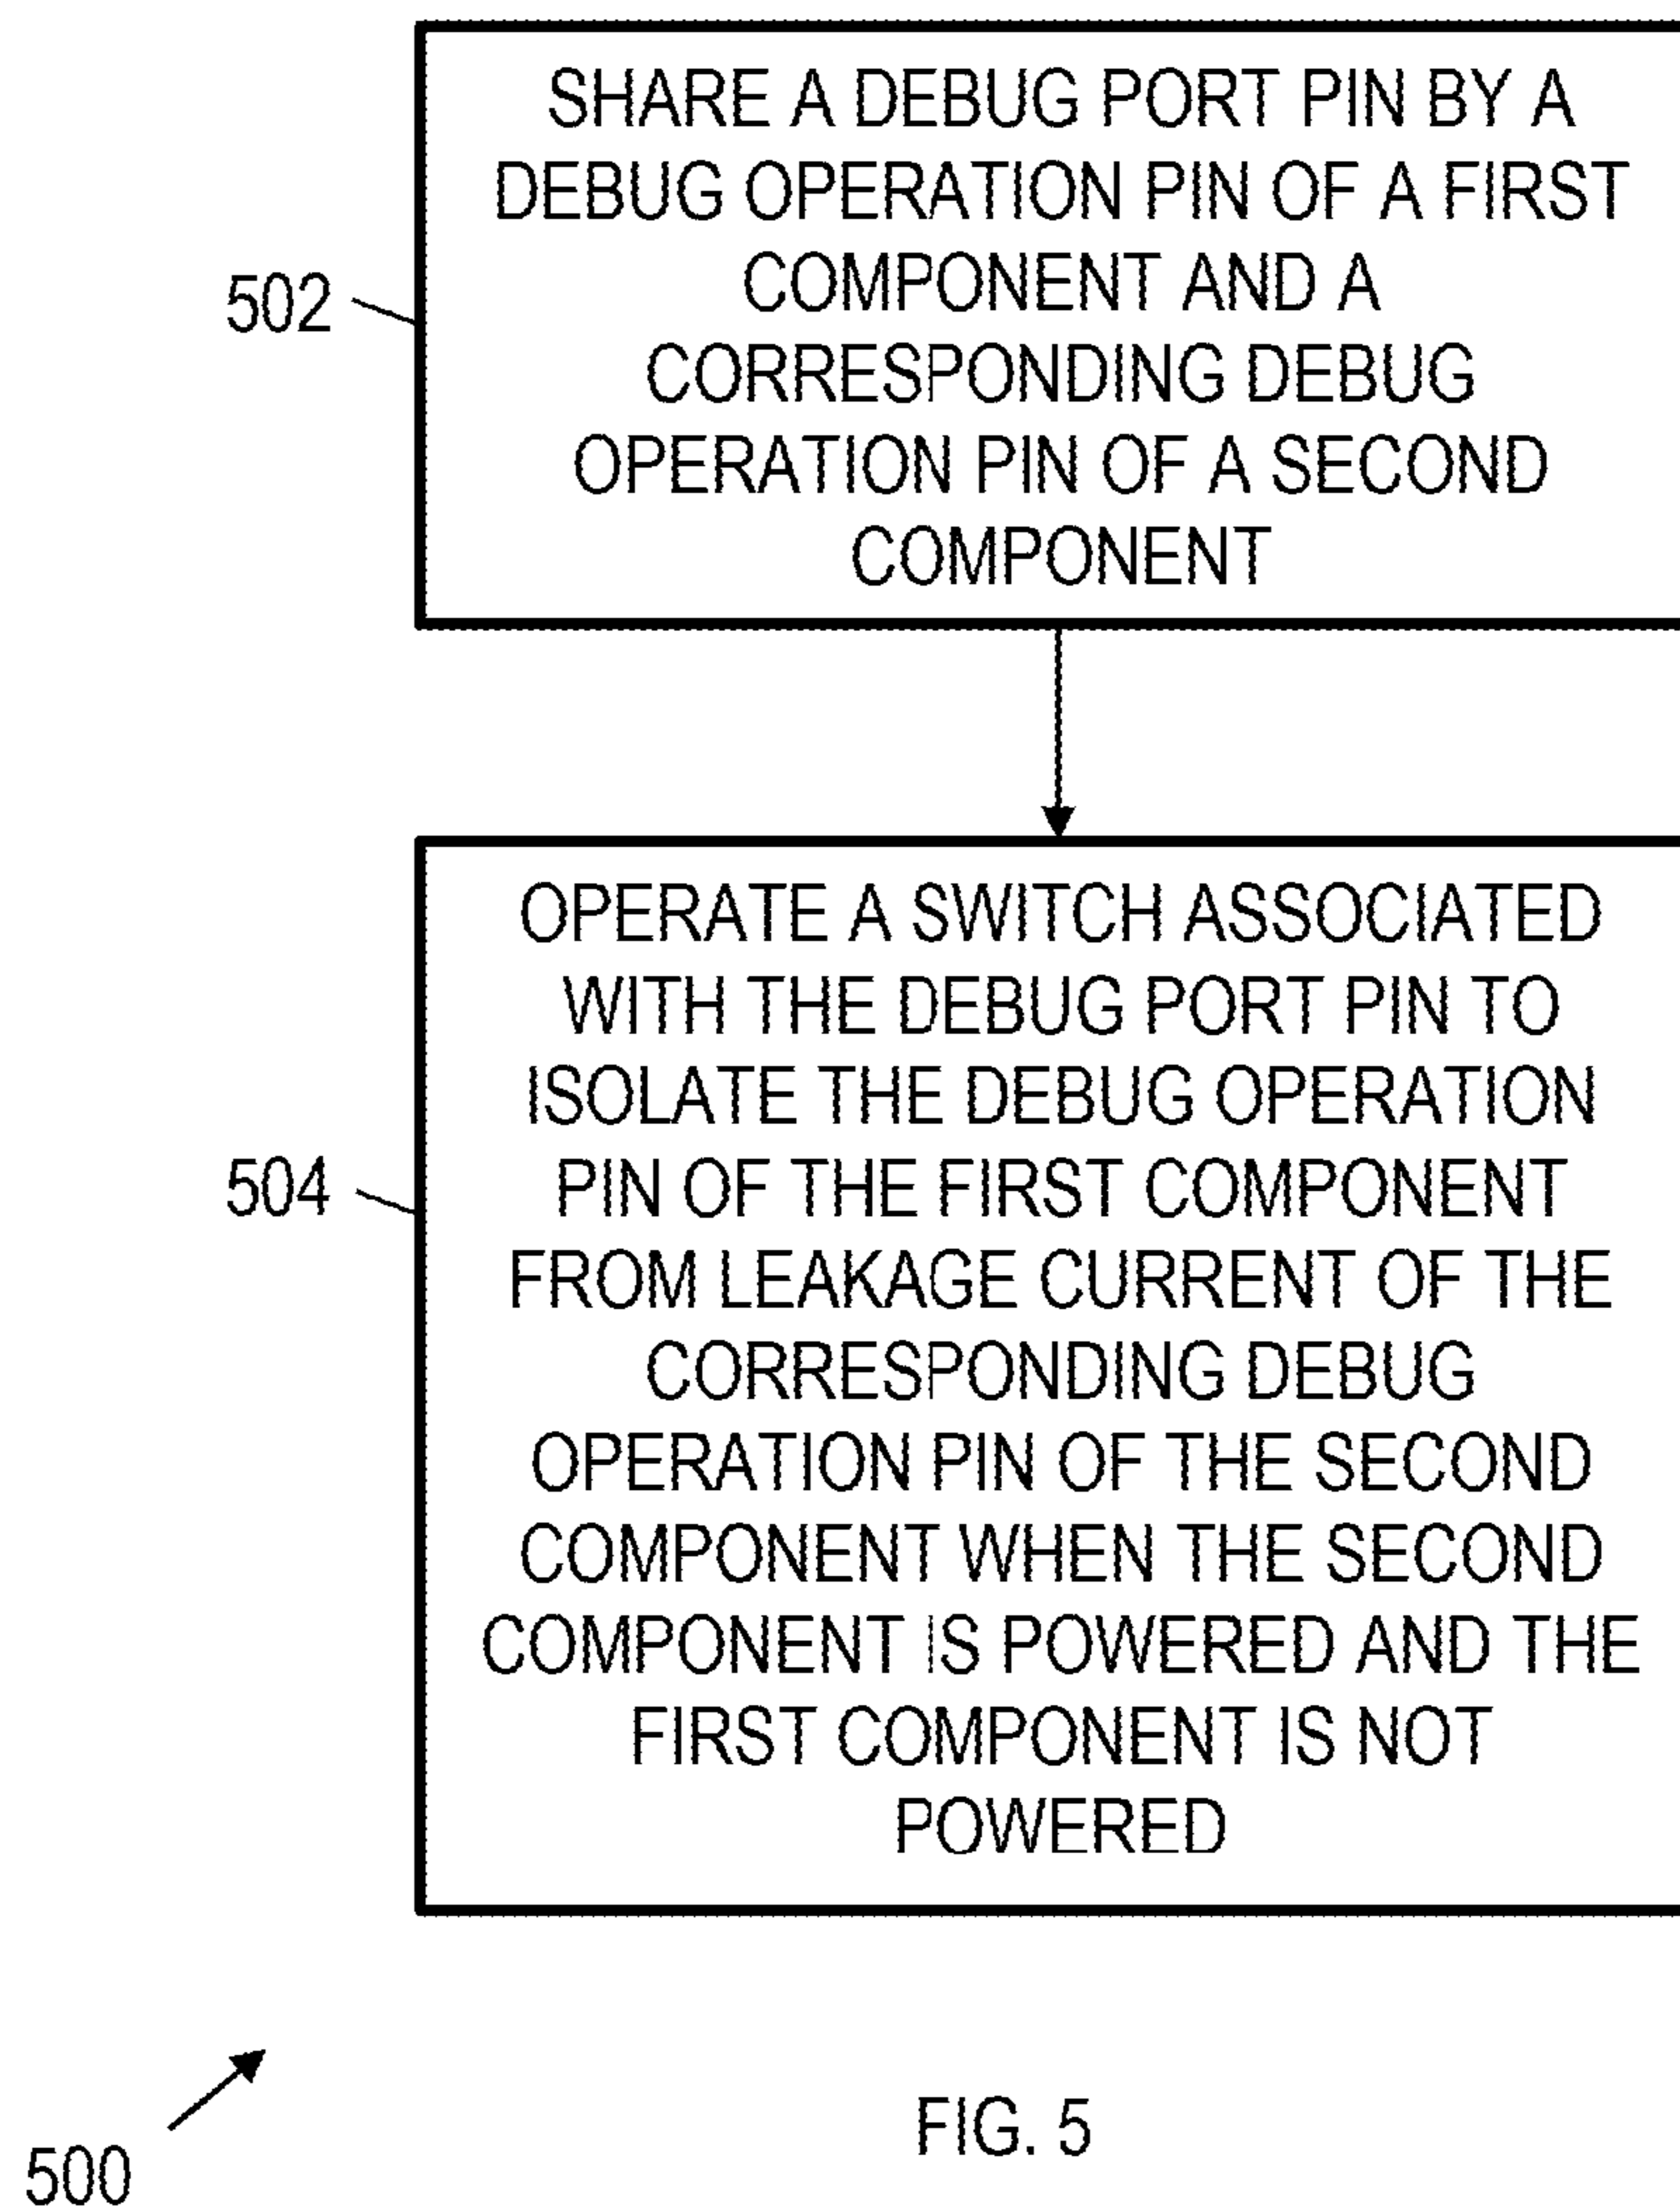 SHARE A DEBUG PORT PIN BY A
DEBUG OPERATION PIN OF A FIRST
COMPONENT AND A
CORRESPONDING DEBUG
OPERATION PIN OF A SECOND
COMPONENT
502
OPERATE A SWITCH ASSOCIATED
WITH THE DEBUG PORT PIN TO
ISOLATE THE DEBUG OPERATION
PIN OF THE FIRST COMPONENT
FROM LEAKAGE CURRENT OF THE
CORRESPONDING DEBUG
OPERATION PIN OF THE SECOND
COMPONENT WHEN THE SECOND
COMPONENT IS POWERED AND THE
FIRST COMPONENT IS NOT
POWERED
504
FIG. 5
500